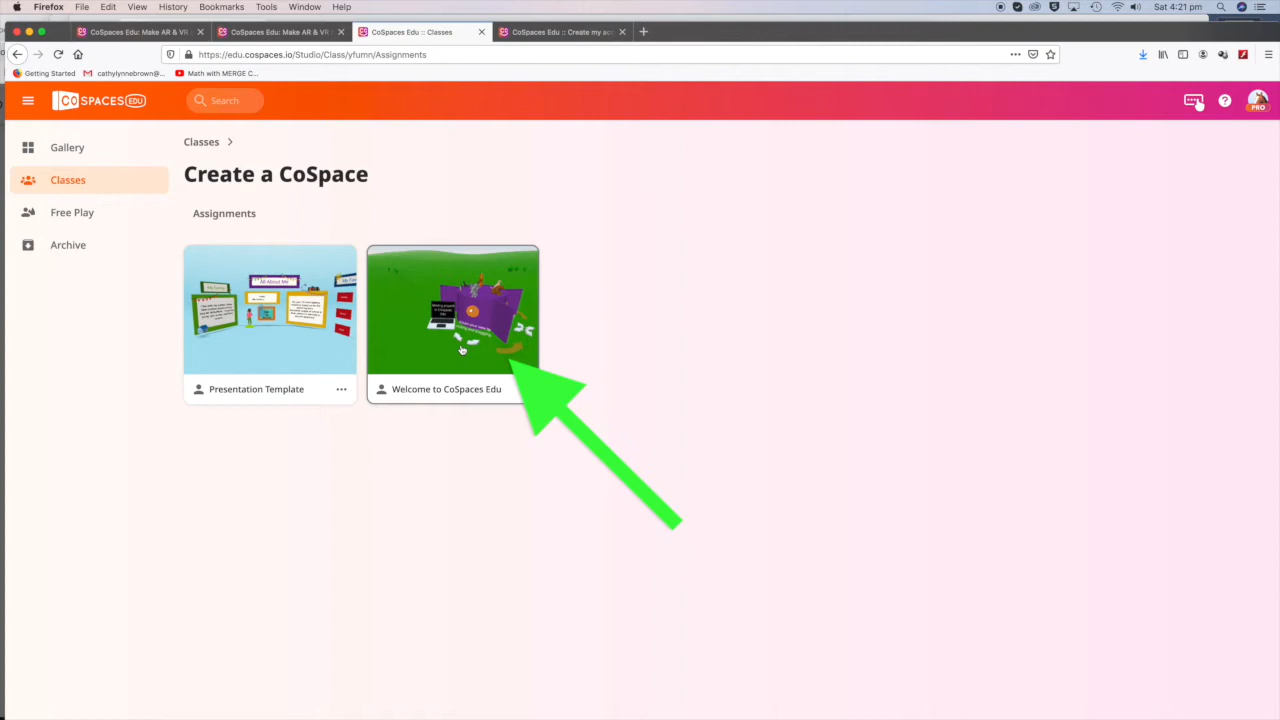 Firefox File Edit View History Bookmarks Tools Window Help Sat 4:21 pm
CoSpaces Edu: Make AR & VR CoSpaces Edu: Make AR & VR CoSpaces Edu :: Classes CoSpaces Edu :: Create my acc
https://edu.cospaces.io/Studio/Class/yfumn/Assignments
Getting Started cathylynnebrown@... Math with MERGE C...
COSPACES EDU Search PRO
Gallery
Classes
Free Play
Archive
Classes
Create a CoSpace
Assignments
All About Me
Presentation Template
Welcome to CoSpaces Edu